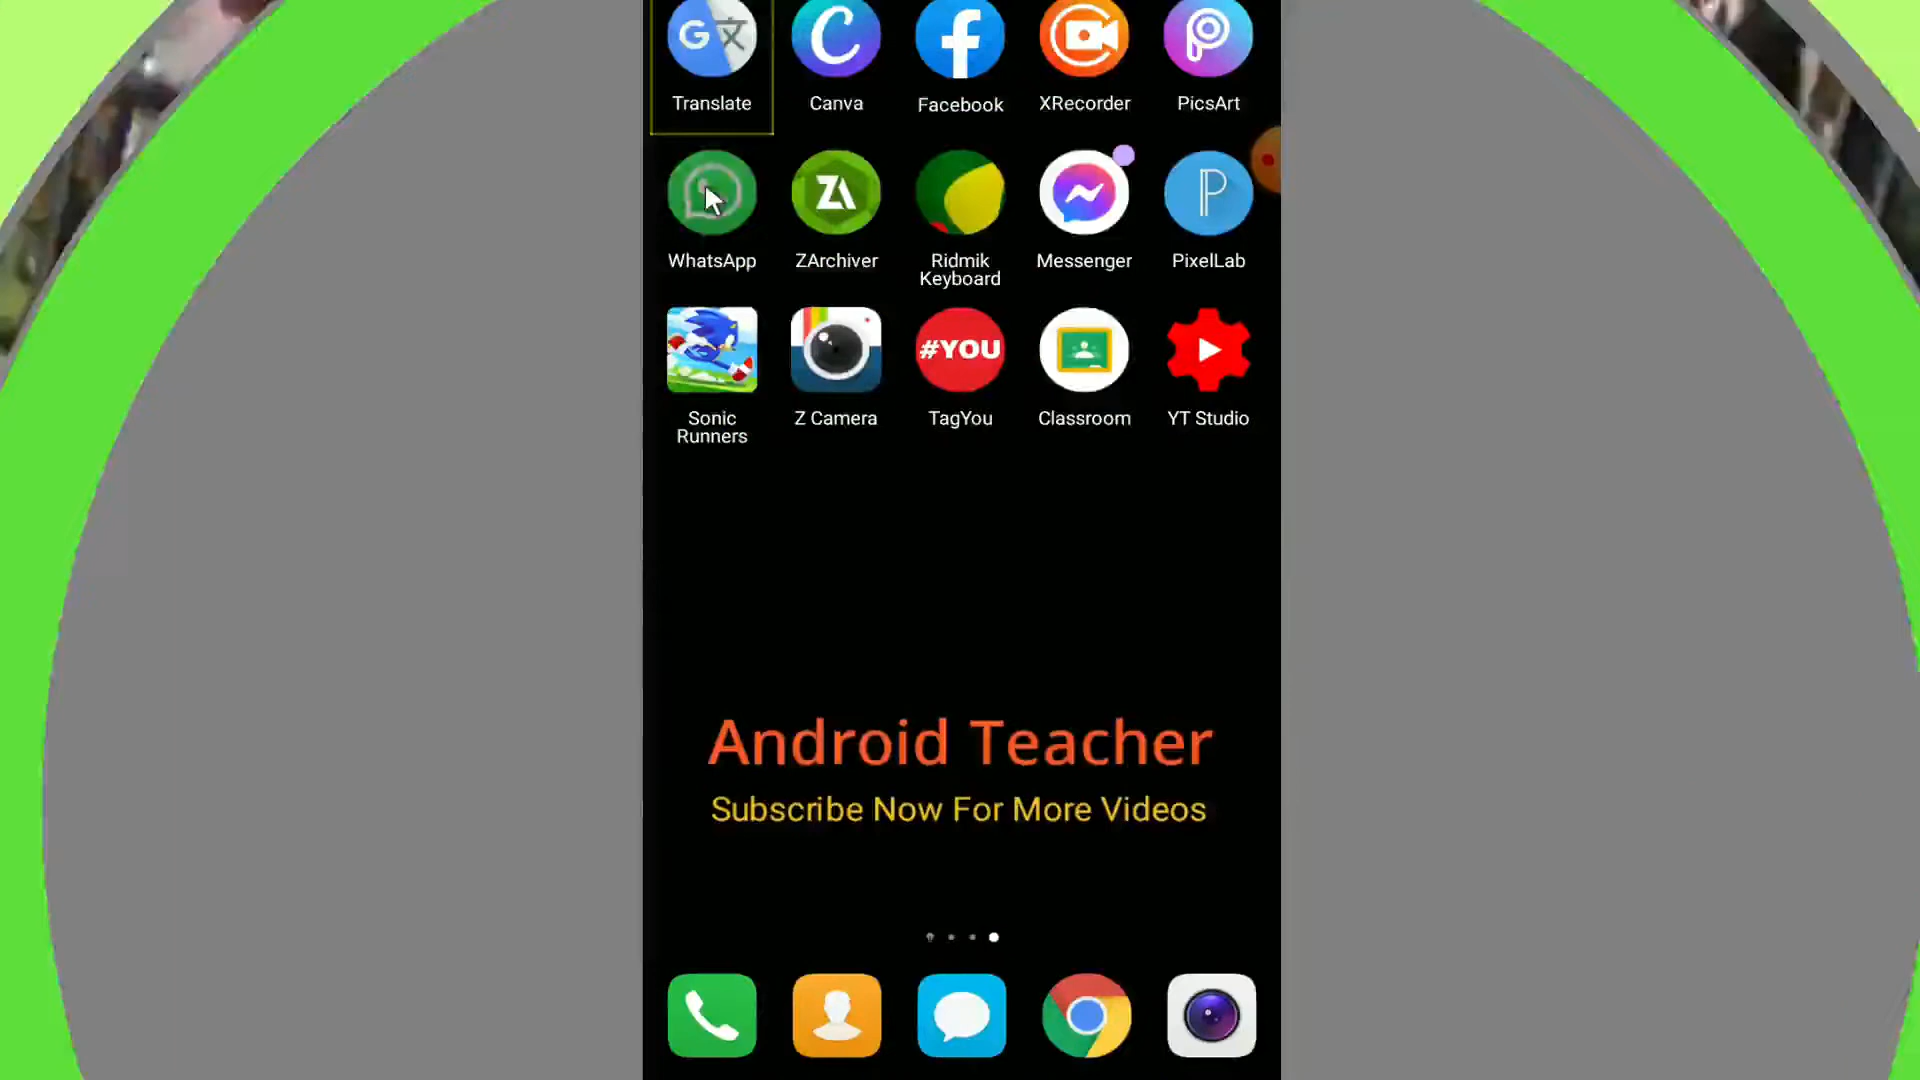 Translate Canva Facebook XRecorder PicsArt
WhatsApp ZArchiver Ridmik Keyboard Messenger PixelLab
#YOU
Sonic Runners Z Camera TagYou Classroom YT Studio
Android Teacher
Subscribe Now For More Videos